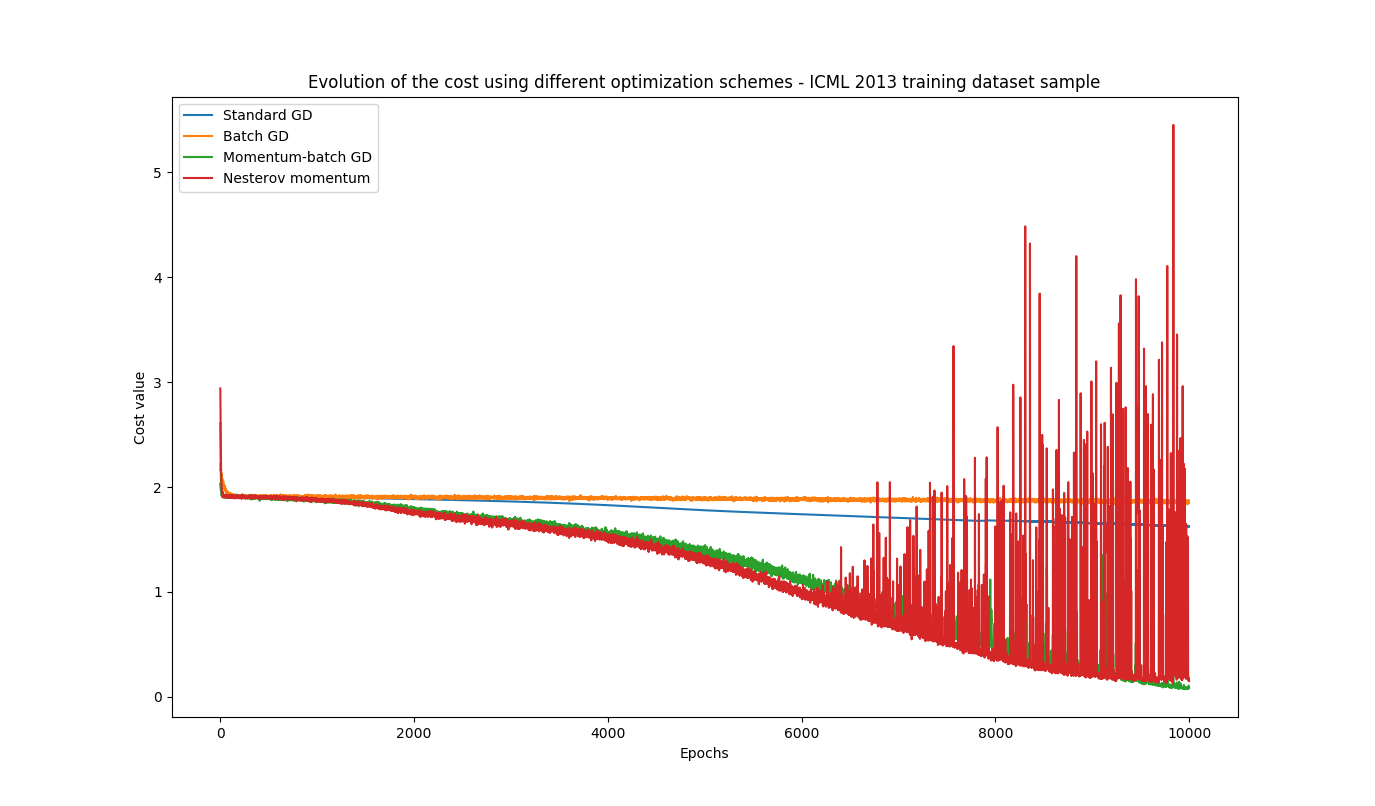 Evolution of the cost using different optimization schemes - ICML 2013 training dataset sample
Standard GD
Batch GD
Momentum-batch GD
Nesterov momentum
5
4
3
2
1
0
Cost value
0 2000 4000 6000 8000 10000
Epochs